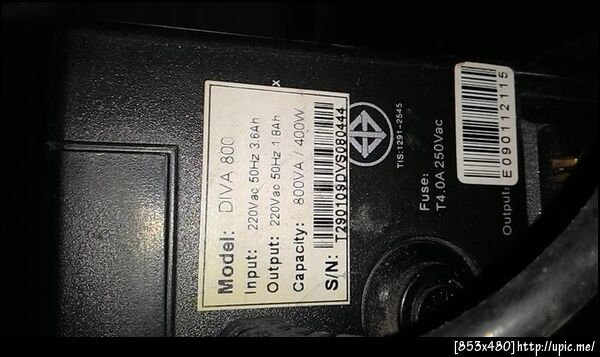 Model: DIVA 800
Input: 220Vac 50Hz 3.6Ah
Output: 220Vac 50Hz 1.8Ah
Capacity: 800VA / 400W
S/N:
T290109DVS080444
TIS:1291-2545
Fuse:
T4.0A 250Vac
E090112115
Output:
[853x480] http://upic.me/